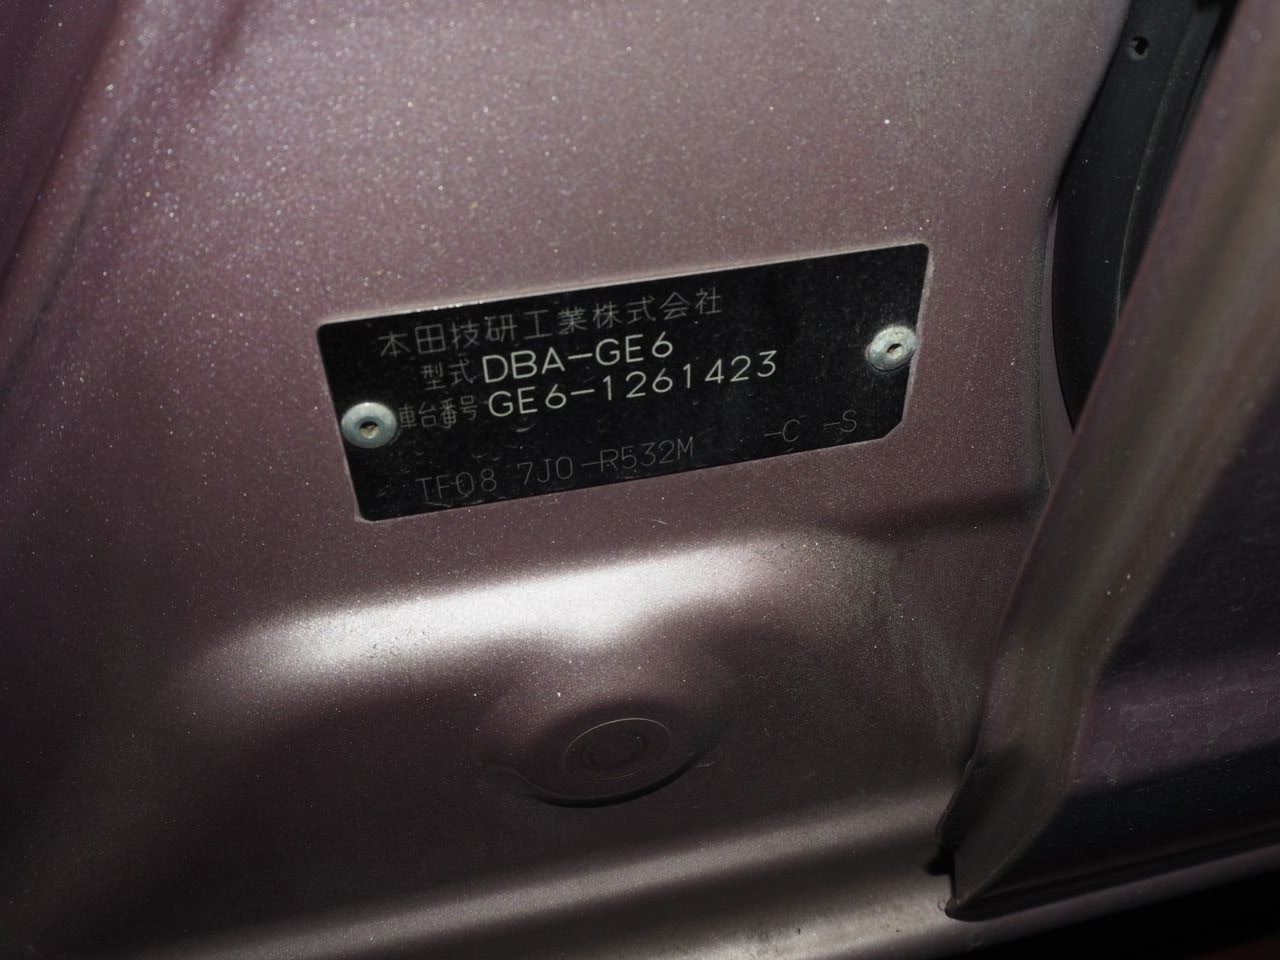 本田技研工業株式会社
型式 DBA-GE6
車台番号 GE6-1261423
TF08 7J0-R532M -C -S